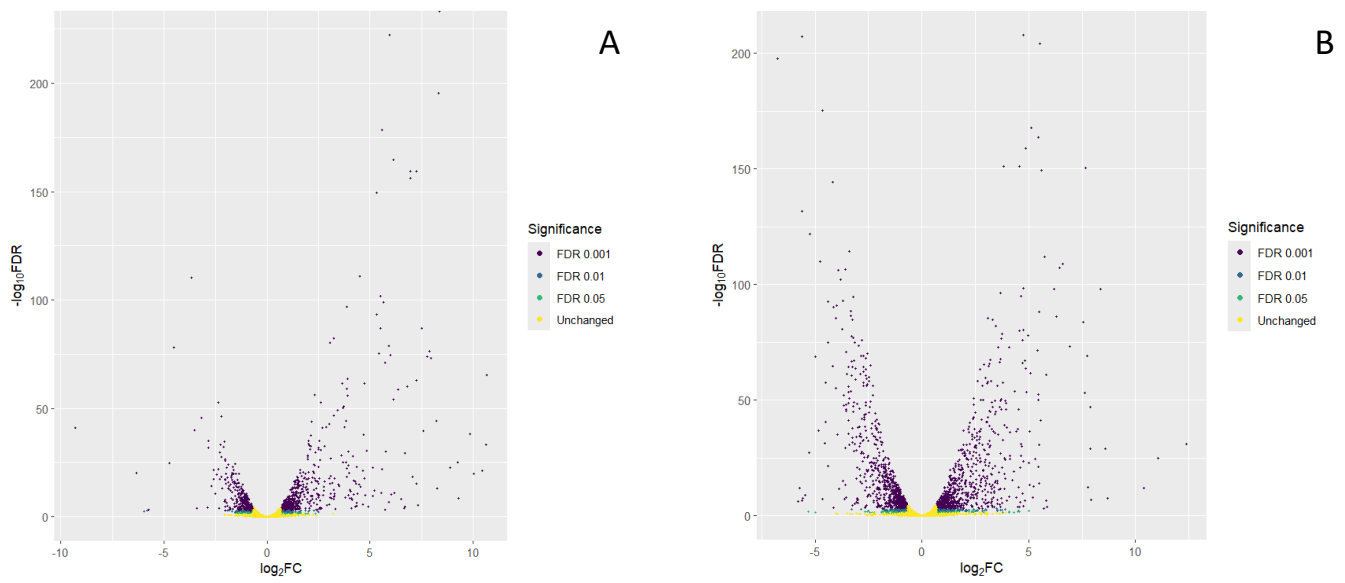 A
-log10FDR
200
150
100
50
0
-10
-5
0
5
10
log2FC
Significance
FDR 0.001
FDR 0.01
FDR 0.05
Unchanged
B
-log10FDR
200
150
100
50
0
-5
0
5
10
log2FC
Significance
FDR 0.001
FDR 0.01
FDR 0.05
Unchanged